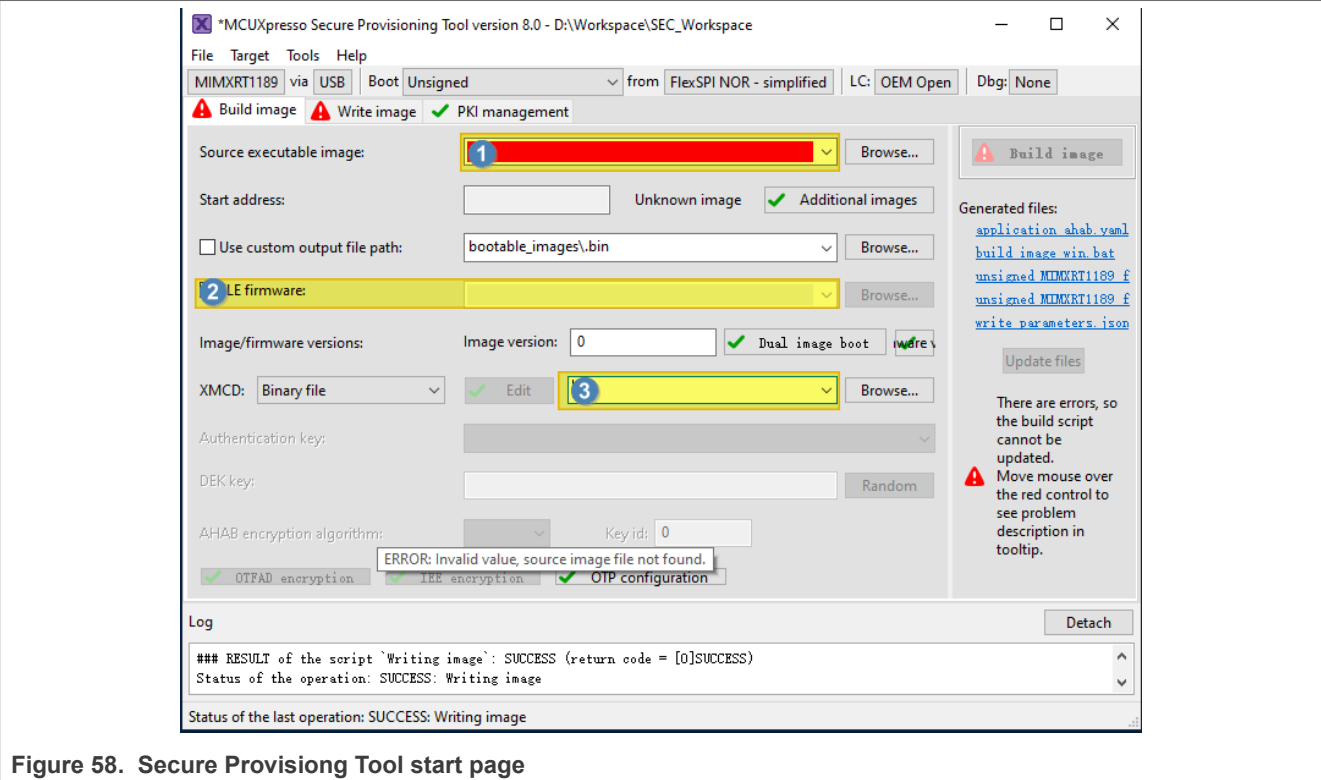 *MCUXpresso Secure Provisioning Tool version 8.0 - D:\Workspace\SEC_Workspace
File Target Tools Help
MIMXRT1189 via USB Boot Unsigned from FlexSPI NOR - simplified LC: OEM Open Dbg: None
Build image Write image PKI management
Source executable image: 1 Browse... Build image
Start address: Unknown image Additional images
Generated files:
application_ahab.yaml
Use custom output file path: bootable_images\.bin Browse...
build_image_win.bat
unsigned_MIMXRT1189_f
2 LE firmware: Browse...
unsigned_MIMXRT1189_f
write_parameters.json
Image/firmware versions: Image version: 0 Dual image boot
Update files
XMCD: Binary file Edit 3 Browse...
There are errors, so
the build script
cannot be
updated.
Move mouse over
the red control to
see problem
description in
tooltip.
Authentication key:
DEK key: Random
AHAB encryption algorithm: Key id: 0
ERROR: Invalid value, source image file not found.
OTFAD encryption IEE encryption OTP configuration
Log Detach
### RESULT of the script `Writing image`: SUCCESS (return code = [0]SUCCESS)
Status of the operation: SUCCESS: Writing image
Status of the last operation: SUCCESS: Writing image
Figure 58. Secure Provisiong Tool start page